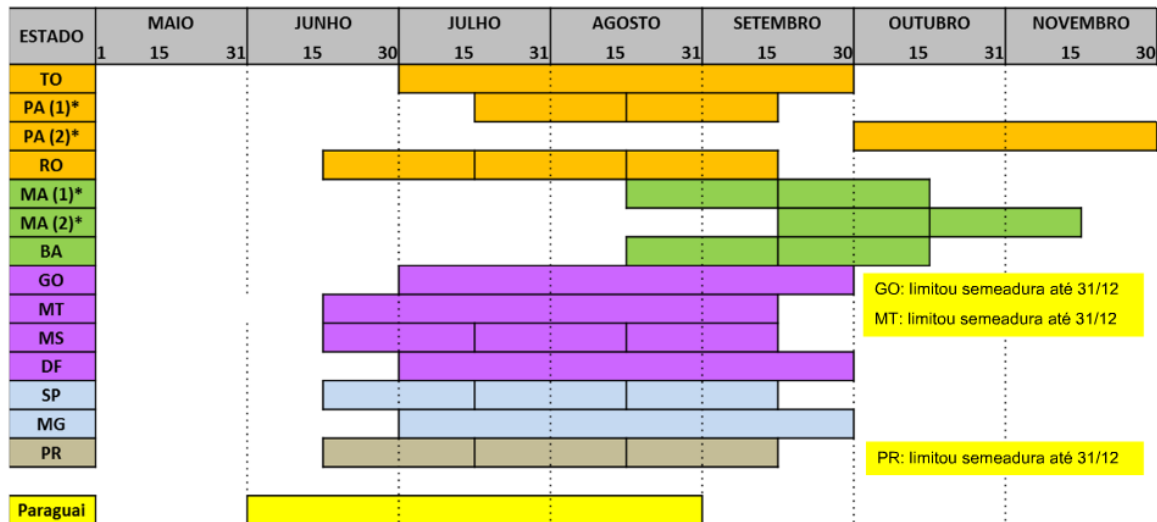 ESTADO MAIO JUNHO JULHO AGOSTO SETEMBRO OUTUBRO NOVEMBRO
1 15 31 15 30 15 31 15 31 15 30 15 31 15 30
TO
PA (1)*
PA (2)*
RO
MA (1)*
MA (2)*
BA
GO
GO: limitou semeadura até 31/12
MT
MT: limitou semeadura até 31/12
MS
DF
SP
MG
PR
PR: limitou semeadura até 31/12
Paraguai